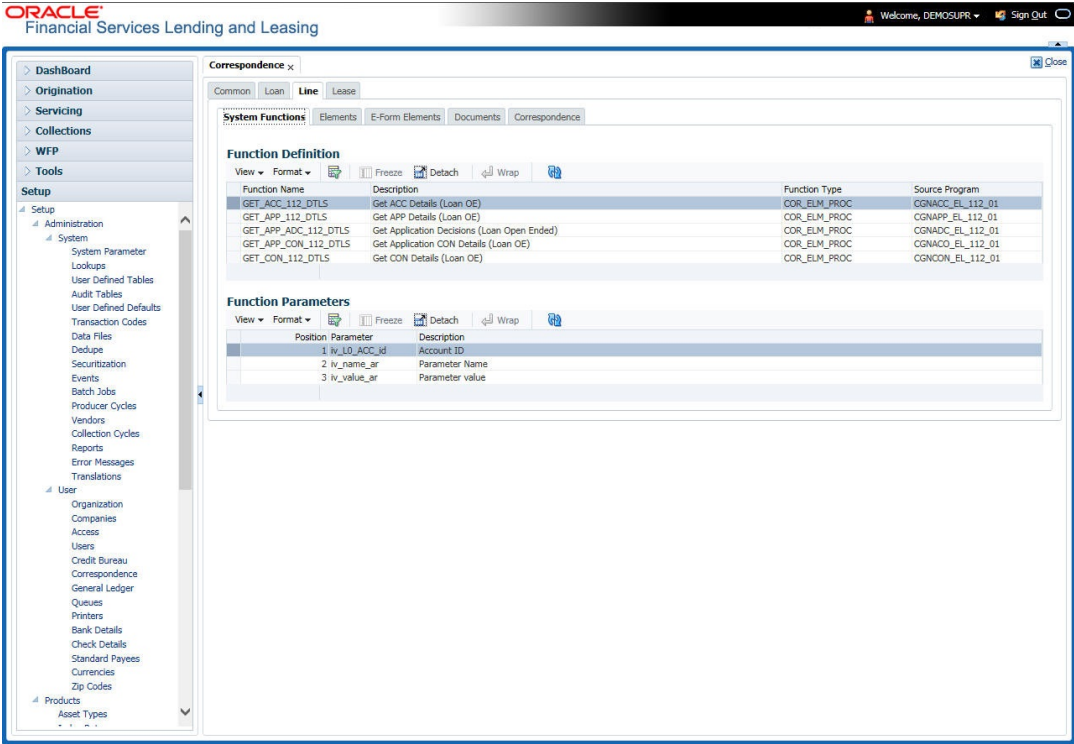 ORACLE
Financial Services Lending and Leasing
Welcome, DEMOSUPR
Sign Out
DashBoard
Origination
Servicing
Collections
WFP
Tools
Setup
Setup
Administration
System
System Parameter
Lookups
User Defined Tables
Audit Tables
User Defined Defaults
Transaction Codes
Data Files
Dedupe
Securitization
Events
Batch Jobs
Producer Cycles
Vendors
Collection Cycles
Reports
Error Messages
Translations
User
Organization
Companies
Access
Users
Credit Bureau
Correspondence
General Ledger
Queues
Printers
Bank Details
Check Details
Standard Payees
Currencies
Zip Codes
Products
Asset Types
Correspondence x
Close
Common Loan Line Lease
System Functions Elements E-Form Elements Documents Correspondence
Function Definition
View Format Freeze Detach Wrap
Function Name Description Function Type Source Program
GET_ACC_112_DTLS Get ACC Details (Loan OE) COR_ELM_PROC CGNACC_EL_112_01
GET_APP_112_DTLS Get APP Details (Loan OE) COR_ELM_PROC CGNAPP_EL_112_01
GET_APP_ADC_112_DTLS Get Application Decisions (Loan Open Ended) COR_ELM_PROC CGNADC_EL_112_01
GET_APP_CON_112_DTLS Get Application CON Details (Loan OE) COR_ELM_PROC CGNACO_EL_112_01
GET_CON_112_DTLS Get CON Details (Loan OE) COR_ELM_PROC CGNCON_EL_112_01
Function Parameters
View Format Freeze Detach Wrap
Position Parameter Description
1 iv_L0_ACC_id Account ID
2 iv_name_ar Parameter Name
3 iv_value_ar Parameter value